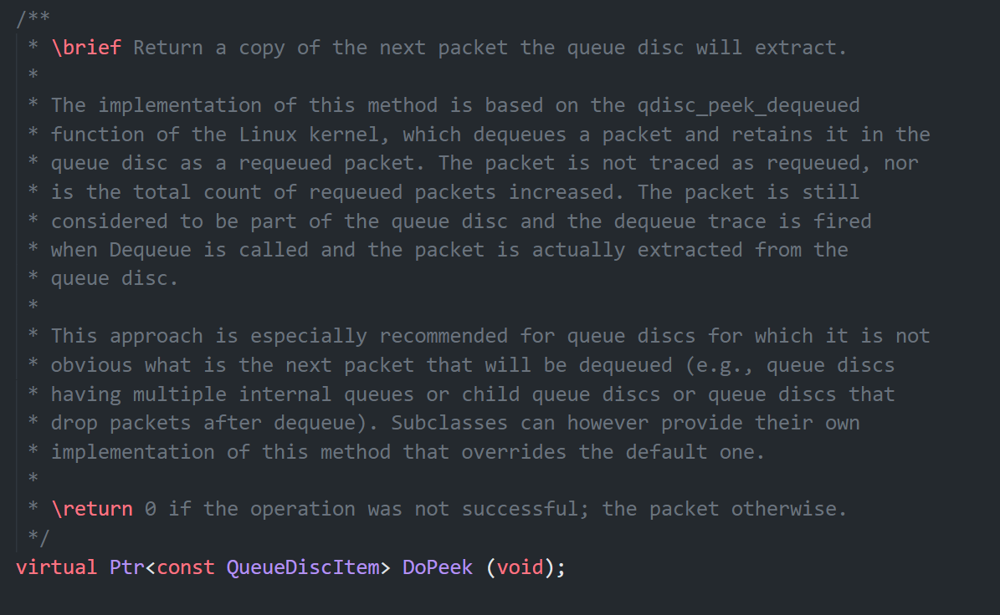 /**
 * \brief Return a copy of the next packet the queue disc will extract.
 *
 * The implementation of this method is based on the qdisc_peek_dequeued
 * function of the Linux kernel, which dequeues a packet and retains it in the
 * queue disc as a requeued packet. The packet is not traced as requeued, nor
 * is the total count of requeued packets increased. The packet is still
 * considered to be part of the queue disc and the dequeue trace is fired
 * when Dequeue is called and the packet is actually extracted from the
 * queue disc.
 *
 * This approach is especially recommended for queue discs for which it is not
 * obvious what is the next packet that will be dequeued (e.g., queue discs
 * having multiple internal queues or child queue discs or queue discs that
 * drop packets after dequeue). Subclasses can however provide their own
 * implementation of this method that overrides the default one.
 *
 * \return 0 if the operation was not successful; the packet otherwise.
 */
virtual Ptr<const QueueDiscItem> DoPeek (void);